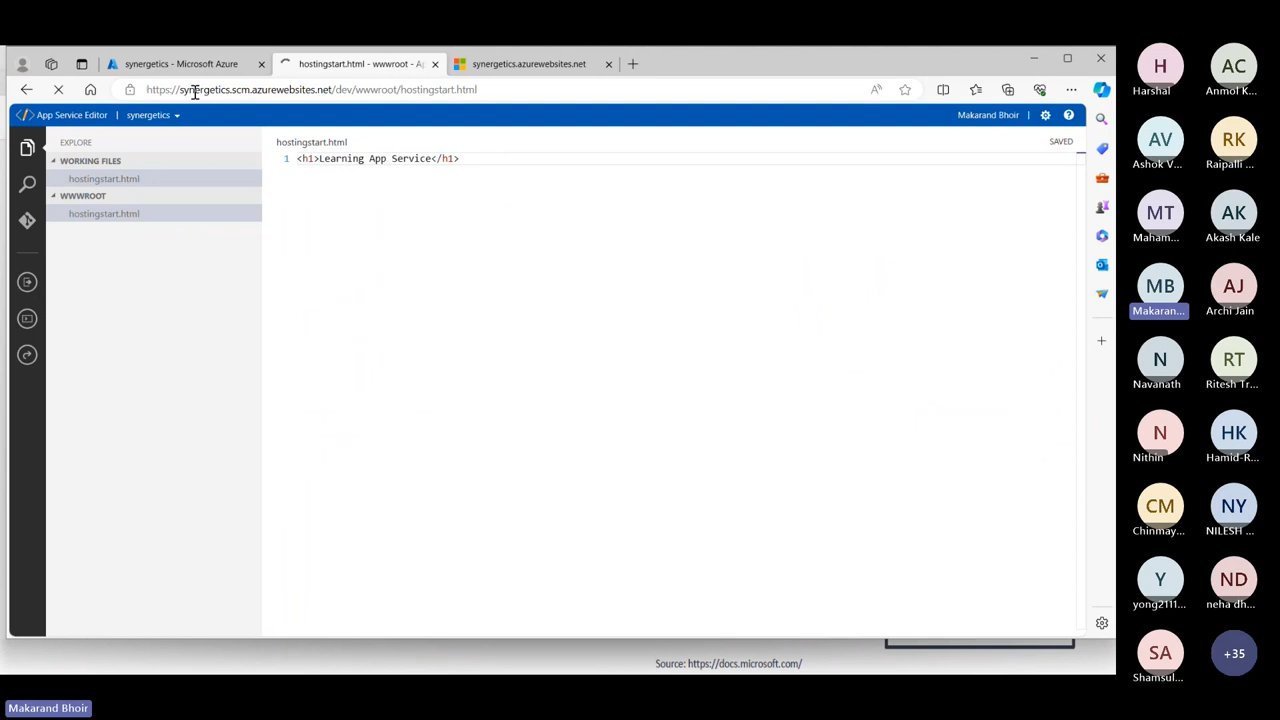 synergetics - Microsoft Azure
hostingstart.html - wwwroot - Ap
synergetics.azurewebsites.net
https://synergetics.scm.azurewebsites.net/dev/wwwroot/hostingstart.html
App Service Editor
synergetics
Makarand Bhoir
EXPLORE
WORKING FILES
hostingstart.html
WWWROOT
hostingstart.html
hostingstart.html
SAVED
1 <h1>Learning App Service</h1>
Source: https://docs.microsoft.com/
Makarand Bhoir
H
Harshal
AC
Anmol K...
AV
Ashok V...
RK
Raipalli ...
MT
Maham...
AK
Akash Kale
MB
Makaran...
AJ
Archi Jain
N
Navanath
RT
Ritesh Tr...
N
Nithin
HK
Hamid-R...
CM
Chinmay...
NY
NILESH ...
Y
yong2111...
ND
neha dh...
SA
Shamsul...
+35